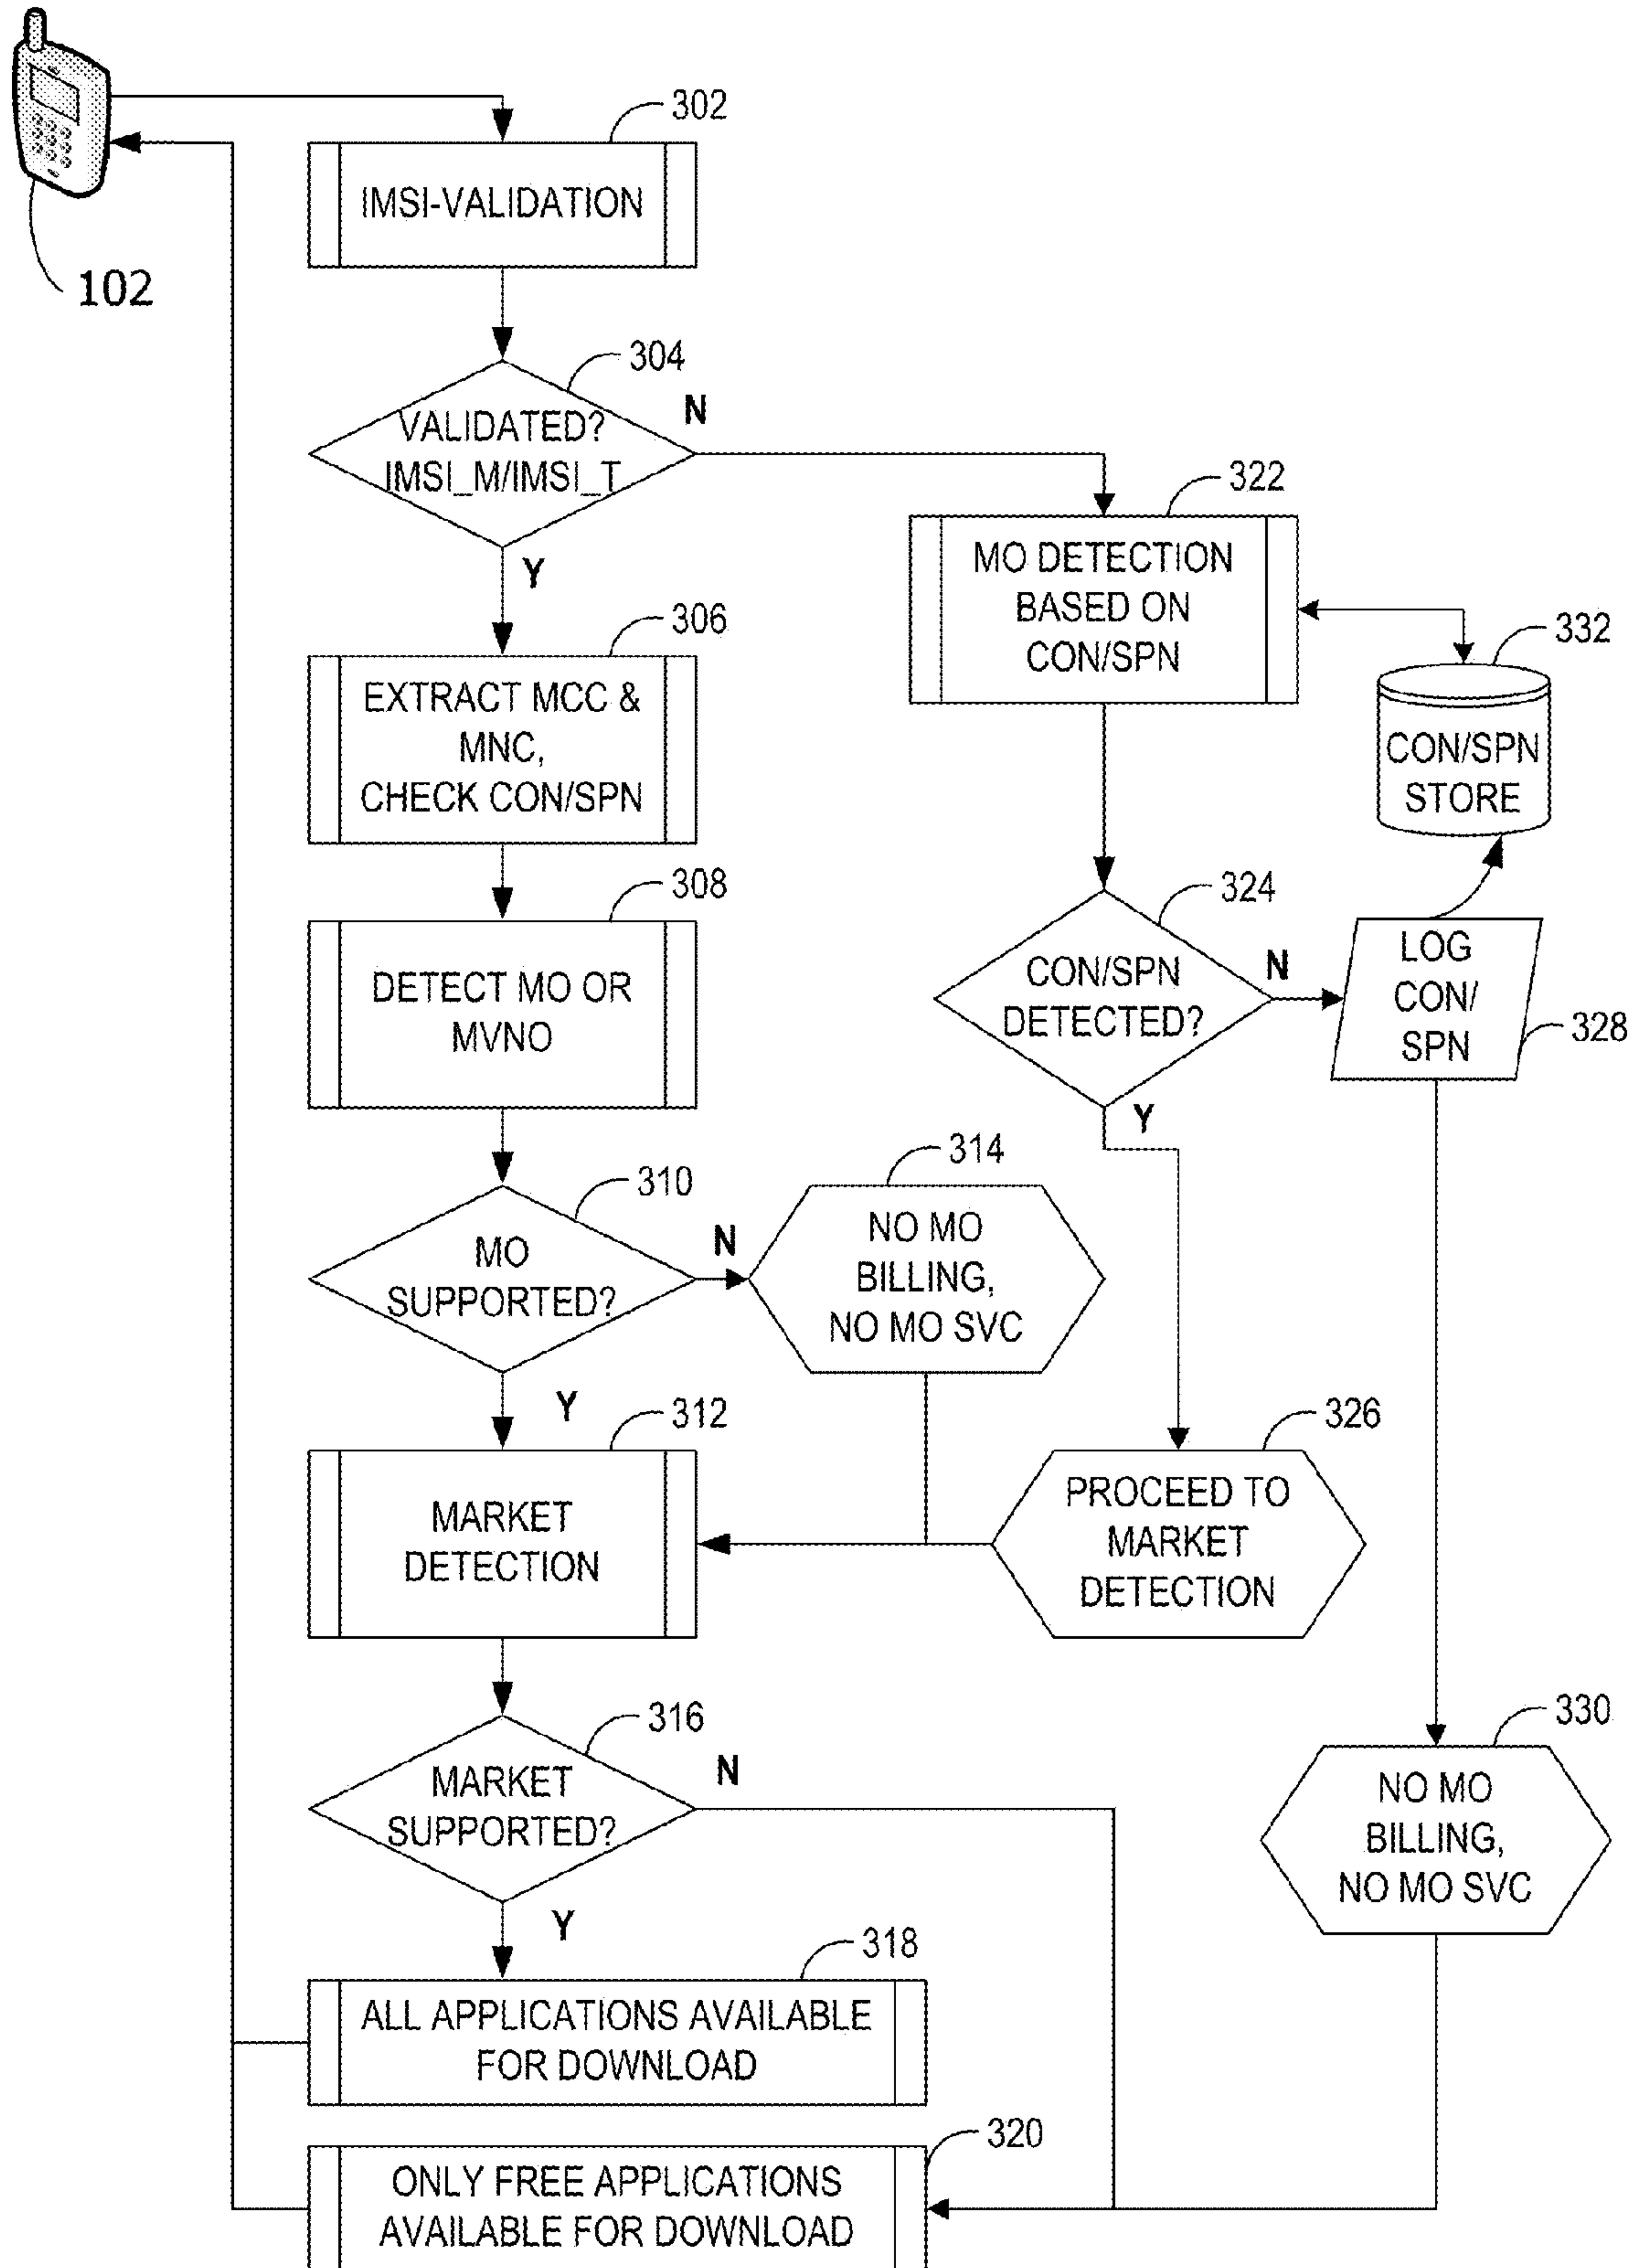 302
IMSI-VALIDATION
102
304
VALIDATED?
IMSI_M/IMSI_T
N
Y
322
MO DETECTION
BASED ON
CON/SPN
332
CON/SPN
STORE
306
EXTRACT MCC &
MNC,
CHECK CON/SPN
308
DETECT MO OR
MVNO
324
CON/SPN
DETECTED?
N
Y
LOG
CON/
SPN
328
310
MO
SUPPORTED?
N
Y
314
NO MO
BILLING,
NO MO SVC
312
MARKET
DETECTION
326
PROCEED TO
MARKET
DETECTION
316
MARKET
SUPPORTED?
N
Y
330
NO MO
BILLING,
NO MO SVC
318
ALL APPLICATIONS AVAILABLE
FOR DOWNLOAD
320
ONLY FREE APPLICATIONS
AVAILABLE FOR DOWNLOAD